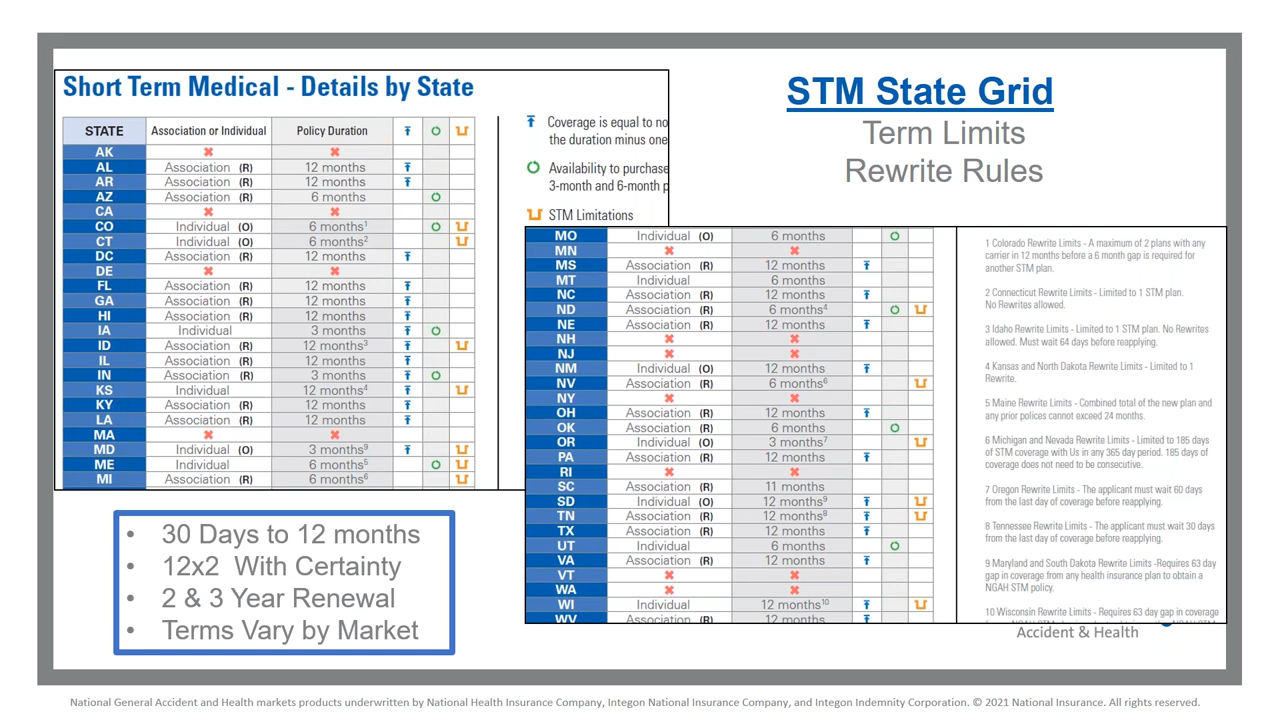 Short Term Medical - Details by State
STATE Association or Individual Policy Duration
AK
AL Association (R) 12 months
AR Association (R) 12 months
AZ Association (R) 6 months
CA
CO Individual (O) 6 months¹
CT Individual (O) 6 months²
DC Association (R) 12 months
DE
FL Association (R) 12 months
GA Association (R) 12 months
HI Association (R) 12 months
IA Individual 3 months
ID Association (R) 12 months³
IL Association (R) 12 months
IN Association (R) 3 months
KS Individual 12 months⁴
KY Association (R) 12 months
LA Association (R) 12 months
MA
MD Individual (O) 3 months⁹
ME Individual 6 months⁵
MI Association (R) 6 months⁶
Coverage is equal to no
the duration minus one
Availability to purchase
3-month and 6-month p
STM Limitations
STM State Grid
Term Limits
Rewrite Rules
MO Individual (O) 6 months
MN
MS Association (R) 12 months
MT Individual 6 months
NC Association (R) 12 months
ND Association (R) 6 months⁴
NE Association (R) 12 months
NH
NJ
NM Individual (O) 12 months
NV Association (R) 6 months⁶
NY
OH Association (R) 12 months
OK Association (R) 6 months
OR Individual (O) 3 months⁷
PA Association (R) 12 months
RI
SC Association (R) 11 months
SD Individual (O) 12 months⁹
TN Association (R) 12 months⁸
TX Association (R) 12 months
UT Individual 6 months
VA Association (R) 12 months
VT
WA
WI Individual 12 months¹⁰
WV Association (R) 12 months
1 Colorado Rewrite Limits - A maximum of 2 plans with any
carrier in 12 months before a 6 month gap is required for
another STM plan.
2 Connecticut Rewrite Limits - Limited to 1 STM plan.
No Rewrites allowed.
3 Idaho Rewrite Limits - Limited to 1 STM plan. No Rewrites
allowed. Must wait 64 days before reapplying.
4 Kansas and North Dakota Rewrite Limits - Limited to 1
Rewrite.
5 Maine Rewrite Limits - Combined total of the new plan and
any prior polices cannot exceed 24 months.
6 Michigan and Nevada Rewrite Limits - Limited to 185 days
of STM coverage with Us in any 365 day period. 185 days of
coverage does not need to be consecutive.
7 Oregon Rewrite Limits - The applicant must wait 60 days
from the last day of coverage before reapplying.
8 Tennessee Rewrite Limits - The applicant must wait 30 days
from the last day of coverage before reapplying.
9 Maryland and South Dakota Rewrite Limits -Requires 63 day
gap in coverage from any health insurance plan to obtain a
NGAH STM policy.
10 Wisconsin Rewrite Limits - Requires 63 day gap in coverage
Accident & Health
• 30 Days to 12 months
• 12x2 With Certainty
• 2 & 3 Year Renewal
• Terms Vary by Market
National General Accident and Health markets products underwritten by National Health Insurance Company, Integon National Insurance Company, and Integon Indemnity Corporation. © 2021 National Insurance. All rights reserved.